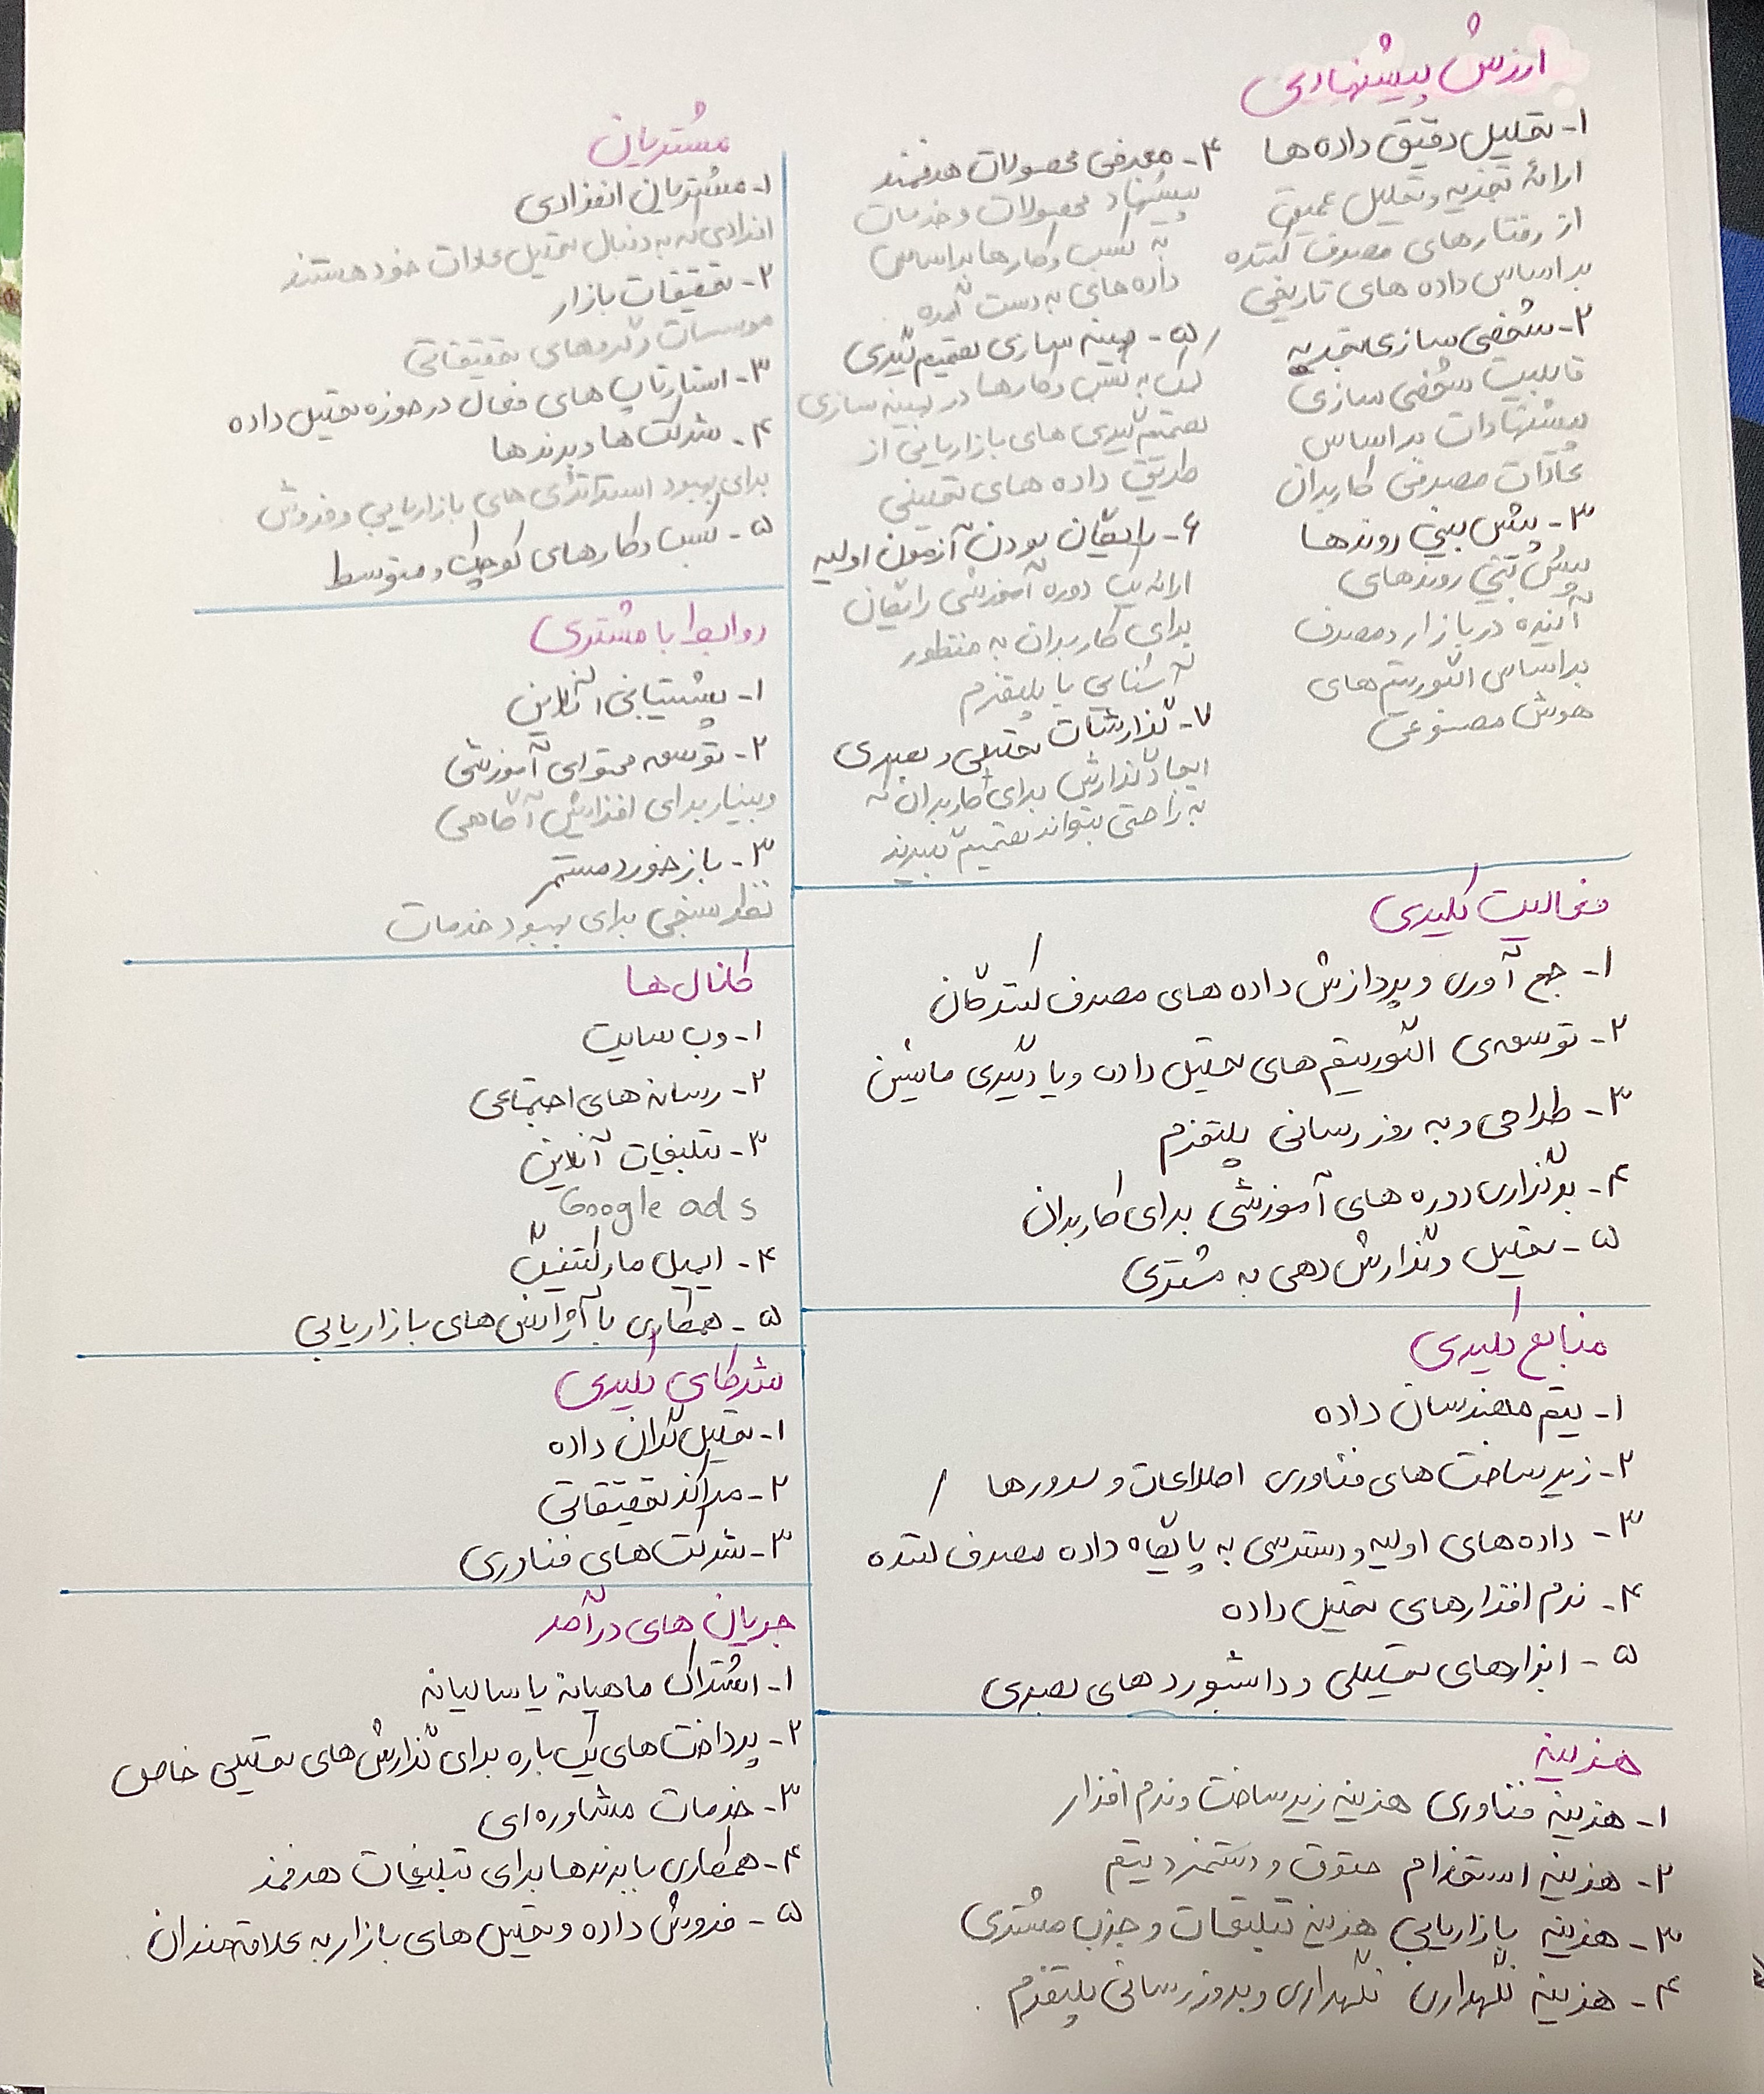 ارزش پیشنهادی
۱- تحلیل دقیق داده ها
ارائه تجزیه و تحلیل عمیق
از رفتارهای مصرف کننده
براساس داده های تاریخی
۲- شخصی سازی تجربه
قابلیت شخصی سازی
پیشنهادات براساس
عادات مصرفی کاربران
۳- پیش بینی روندها
پیش بینی روندهای
آینده در بازار و مصرف
براساس الگوریتم های
هوش مصنوعی
۴- معرفی محصولات هدفمند
پیشنهاد محصولات و خدمات
به کسب و کارها براساس
داده های به دست آمده
۵- بهینه سازی تصمیم گیری
کمک به کسب و کارها در بهینه سازی
تصمیم گیری های بازاریابی از
طریق داده های تخمینی
۶- رایگان بودن آزمون اولیه
ارائه یک دوره آموزشی رایگان
برای کاربران به منظور
آشنایی با پلتفرم
۷- گزارشات تحلیلی و بصری
ایجاد گزارش برای کاربران که
به راحتی بتواند تصمیم بگیرند
مشتریان
۱- مشتریان انفرادی
افرادی که به دنبال تحلیل عادات خود هستند
۲- تحقیقات بازار
موسسات و گروهای تحقیقاتی
۳- استارتاپ های فعال در حوزه تحلیل داده
۴- شرکت ها و برندها
برای بهبود استراتژی های بازاریابی و فروش
۵- کسب و کارهای کوچک و متوسط
روابط با مشتری
۱- پشتیبانی آنلاین
۲- توسعه محتوای آموزشی
وبینار برای افزایش آگاهی
۳- بازخورد مستمر
نظرسنجی برای بهبود خدمات
کانال ها
۱- وب سایت
۲- رسانه های اجتماعی
۳- تبلیغات آنلاین
Google ads
۴- ایمیل مارکتینگ
۵- همکاری با آژانس های بازاریابی
شرکای کلیدی
۱- تحلیل گران داده
۲- مراکز تحقیقاتی
۳- شرکت های فناوری
جریان های درآمد
۱- اشتراک ماهیانه یا سالیانه
۲- پرداخت های یک باره برای گزارش های تحلیلی خاص
۳- خدمات مشاوره ای
۴- همکاری با برندها برای تبلیغات هدفمند
۵- فروش داده و تحلیل های بازار به علاقه مندان
فعالیت کلیدی
۱- جمع آوری و پردازش داده های مصرف کنندگان
۲- توسعه ی الگوریتم های تحلیل داده و یادگیری ماشین
۳- طراحی و به روز رسانی پلتفرم
۴- برگزاری دوره های آموزشی برای کاربران
۵- تحلیل و گزارش دهی به مشتری
منابع کلیدی
۱- تیم مهندسان داده
۲- زیر ساخت های فناوری اطلاعات و سرورها
۳- داده های اولیه و دسترسی به پایگاه داده مصرف کننده
۴- نرم افزارهای تحلیل داده
۵- ابزارهای تحلیلی و داشبورد های بصری
هزینه
۱- هزینه فناوری هزینه زیر ساخت و نرم افزار
۲- هزینه استخدام حقوق و دستمزد تیم
۳- هزینه بازاریابی هزینه تبلیغات و جذب مشتری
۴- هزینه نگهداری نگهداری و بروز رسانی پلتفرم